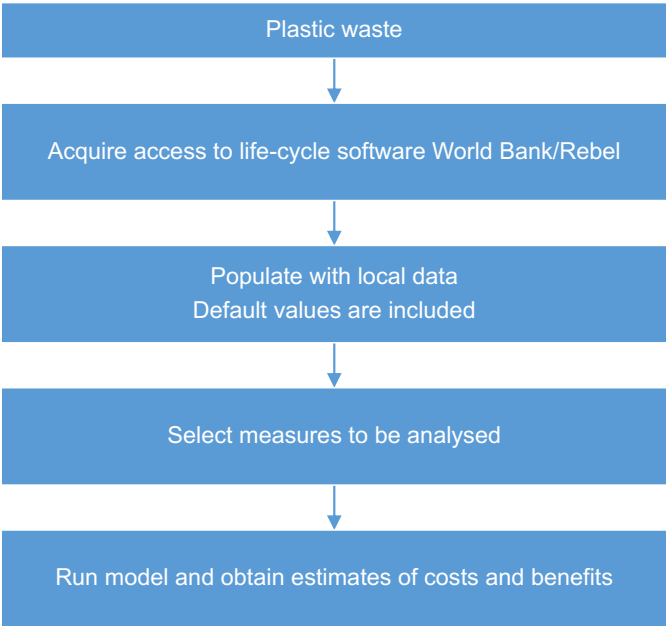 Plastic waste
Acquire access to life-cycle software World Bank/Rebel
Populate with local data
Default values are included
Select measures to be analysed
Run model and obtain estimates of costs and benefits